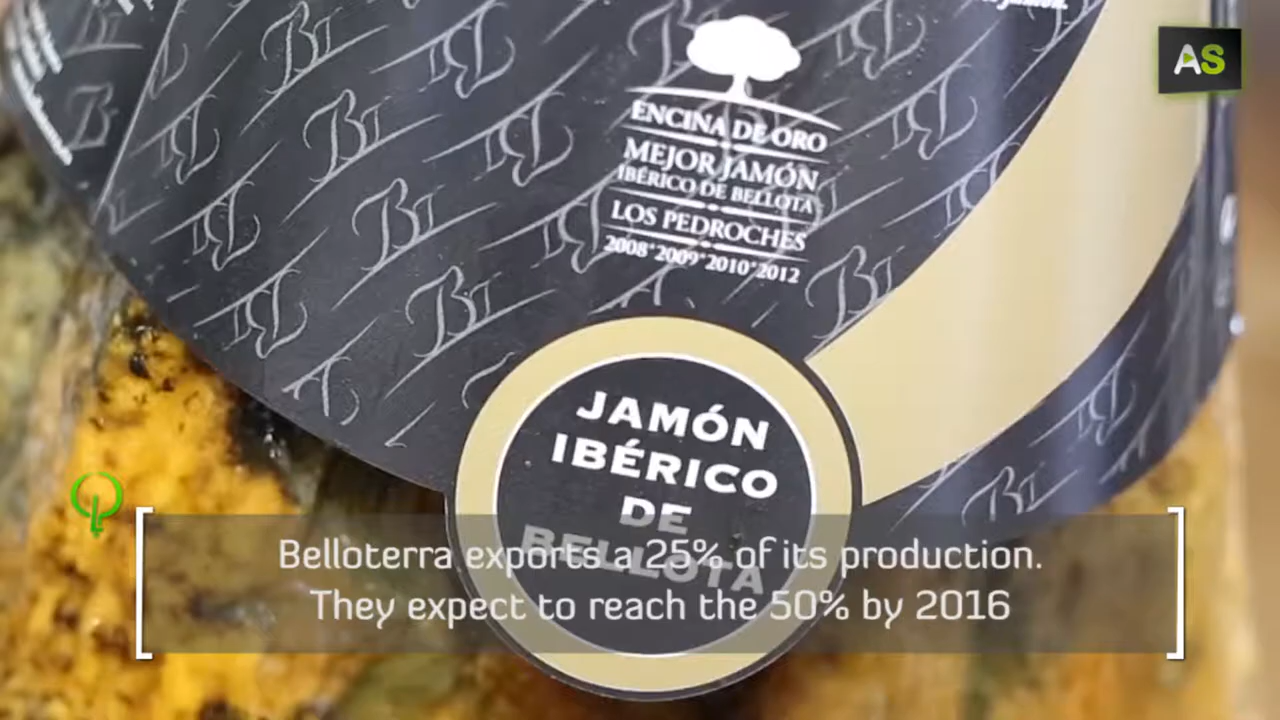 jamón.
AS
ENCINA DE ORO
MEJOR JAMÓN
IBÉRICO DE BELLOTA
LOS PEDROCHES
2008*2009*2010*2012
JAMÓN
IBÉRICO
DE
BELLOTA
Belloterra exports a 25% of its production.
They expect to reach the 50% by 2016